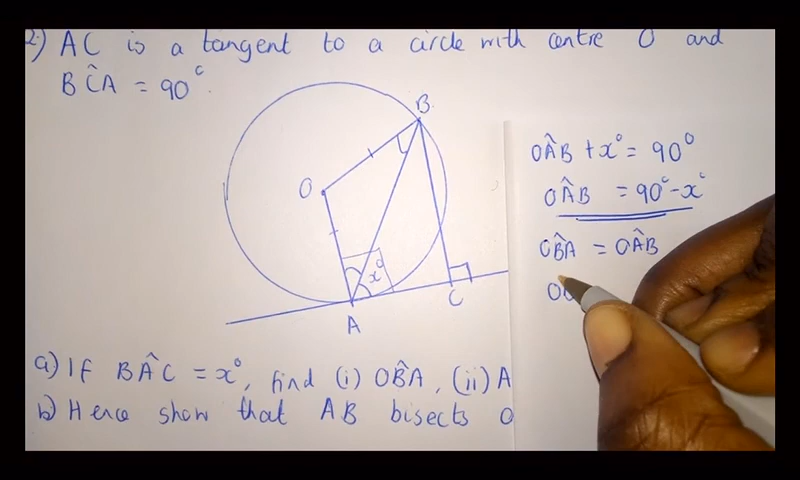 2.) AC is a tangent to a circle with centre O and
BĈA = 90°.
B
O
x°
A
C
OÂB + x° = 90°
OÂB = 90° - x°
OB̂A = OÂB
a) If BÂC = x°, find (i) OB̂A, (ii) A
b) Hence show that AB bisects O